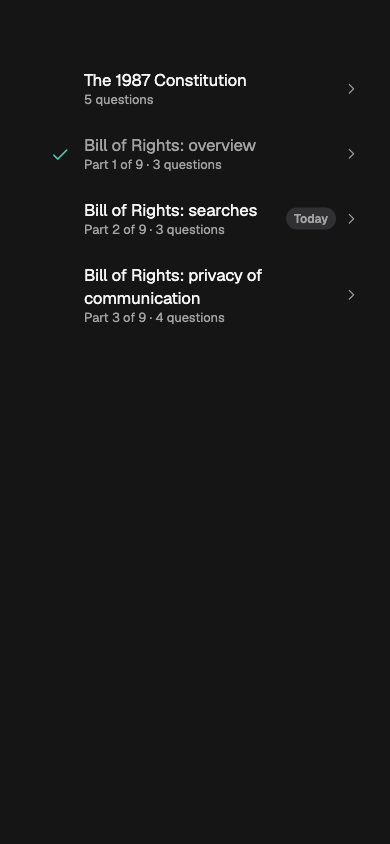 The 1987 Constitution
5 questions
Bill of Rights: overview
Part 1 of 9 · 3 questions
Bill of Rights: searches
Part 2 of 9 · 3 questions
Today
Bill of Rights: privacy of
communication
Part 3 of 9 · 4 questions